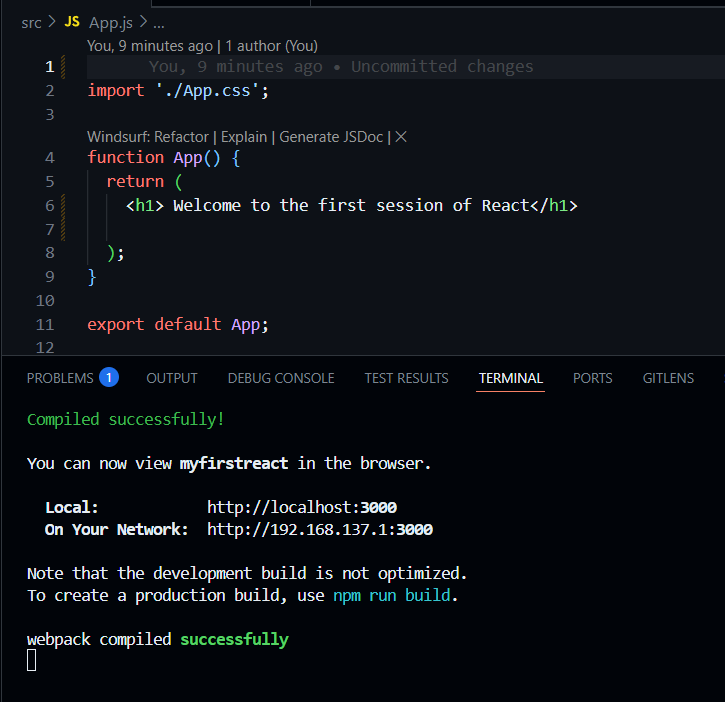 src > JS App.js > ...
You, 9 minutes ago | 1 author (You)
1 You, 9 minutes ago • Uncommitted changes
2 import './App.css';
3
Windsurf: Refactor | Explain | Generate JSDoc | ×
4 function App() {
5 return (
6 <h1> Welcome to the first session of React</h1>
7
8 );
9 }
10
11 export default App;
12
PROBLEMS 1 OUTPUT DEBUG CONSOLE TEST RESULTS TERMINAL PORTS GITLENS
Compiled successfully!
You can now view myfirstreact in the browser.
Local: http://localhost:3000
On Your Network: http://192.168.137.1:3000
Note that the development build is not optimized.
To create a production build, use npm run build.
webpack compiled successfully